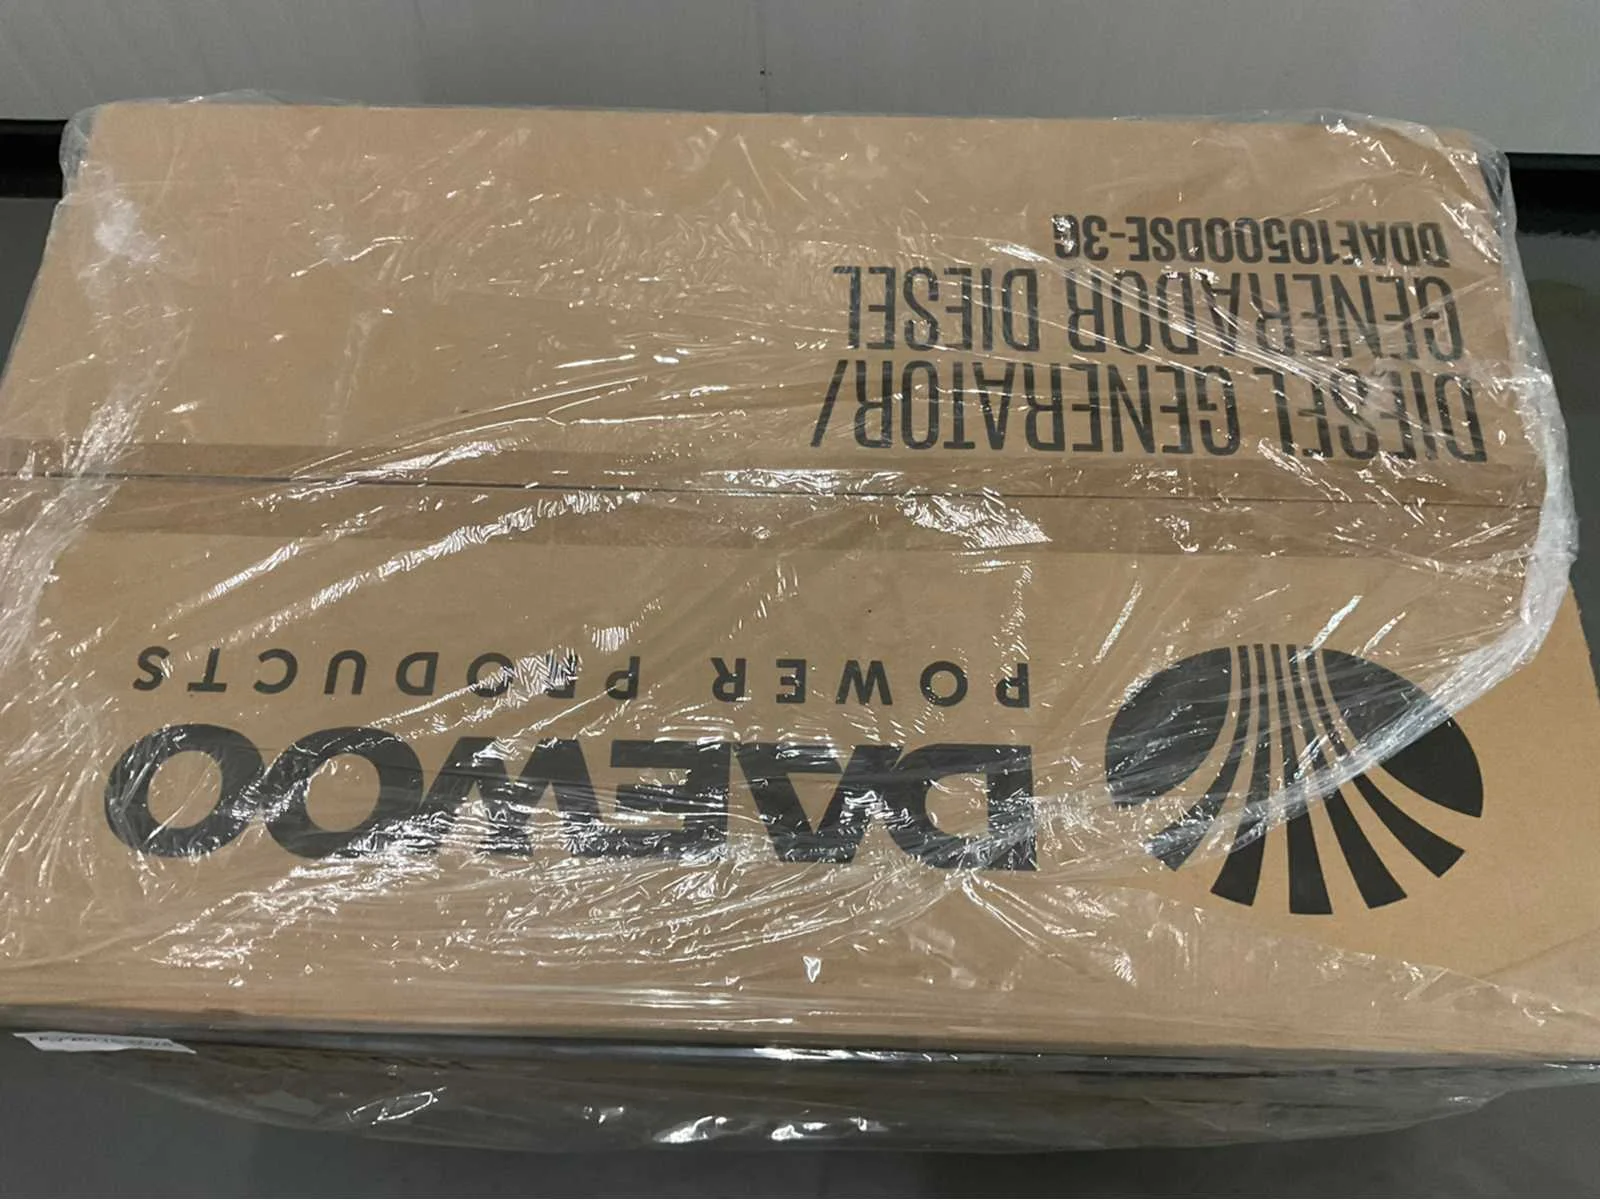 DAEWOO
POWER PRODUCTS
DIESEL GENERATOR/
GENERADOR DIESEL
DDAE10500DSE-3G